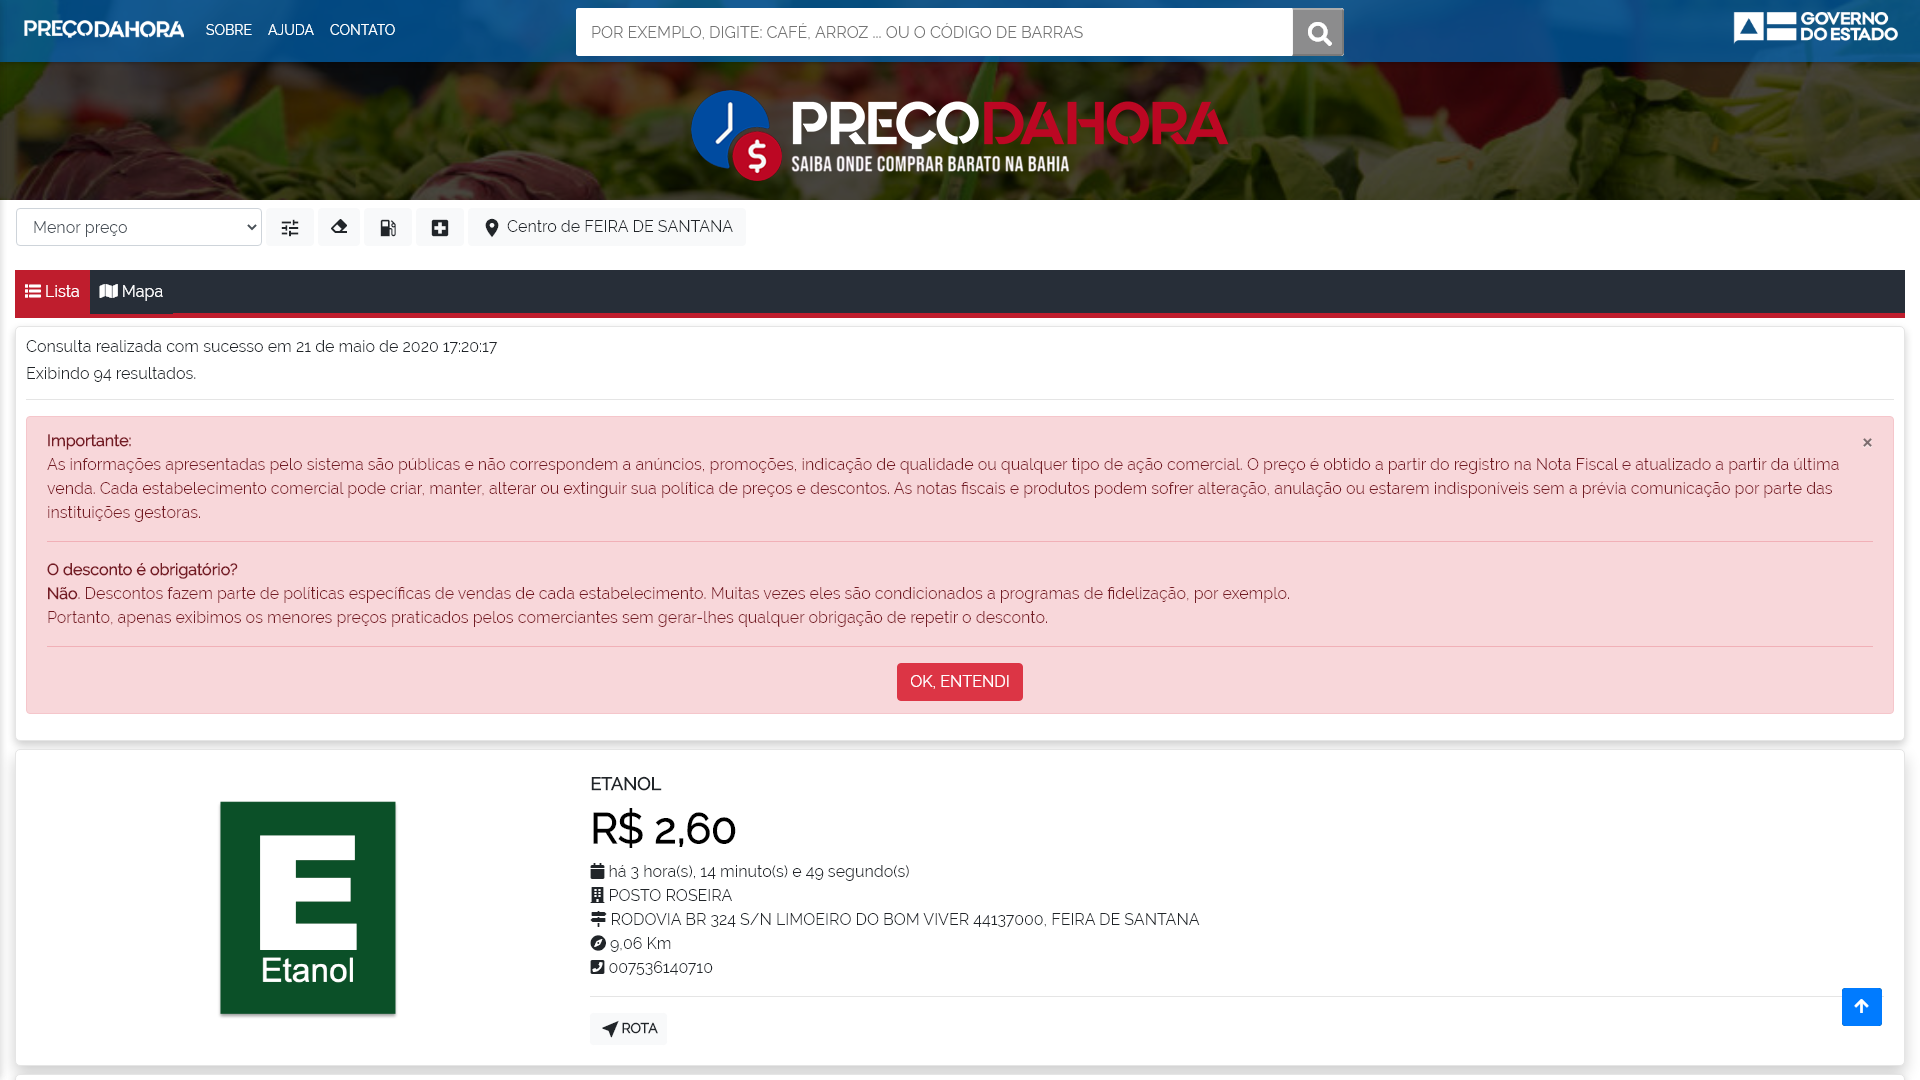 PREÇODAHORA SOBRE AJUDA CONTATO POR EXEMPLO, DIGITE: CAFÉ, ARROZ ... OU O CÓDIGO DE BARRAS GOVERNO DO ESTADO
PREÇODAHORA
$ SAIBA ONDE COMPRAR BARATO NA BAHIA
Menor preço Centro de FEIRA DE SANTANA
Lista Mapa
Consulta realizada com sucesso em 21 de maio de 2020 17:20:17
Exibindo 94 resultados.
Importante: ×
As informações apresentadas pelo sistema são públicas e não correspondem a anúncios, promoções, indicação de qualidade ou qualquer tipo de ação comercial. O preço é obtido a partir do registro na Nota Fiscal e atualizado a partir da última
venda. Cada estabelecimento comercial pode criar, manter, alterar ou extinguir sua política de preços e descontos. As notas fiscais e produtos podem sofrer alteração, anulação ou estarem indisponíveis sem a prévia comunicação por parte das
instituições gestoras.
O desconto é obrigatório?
Não. Descontos fazem parte de políticas específicas de vendas de cada estabelecimento. Muitas vezes eles são condicionados a programas de fidelização, por exemplo.
Portanto, apenas exibimos os menores preços praticados pelos comerciantes sem gerar-lhes qualquer obrigação de repetir o desconto.
OK, ENTENDI
E
Etanol
ETANOL
R$ 2,60
há 3 hora(s), 14 minuto(s) e 49 segundo(s)
POSTO ROSEIRA
RODOVIA BR 324 S/N LIMOEIRO DO BOM VIVER 44137000, FEIRA DE SANTANA
9,06 Km
007536140710
ROTA